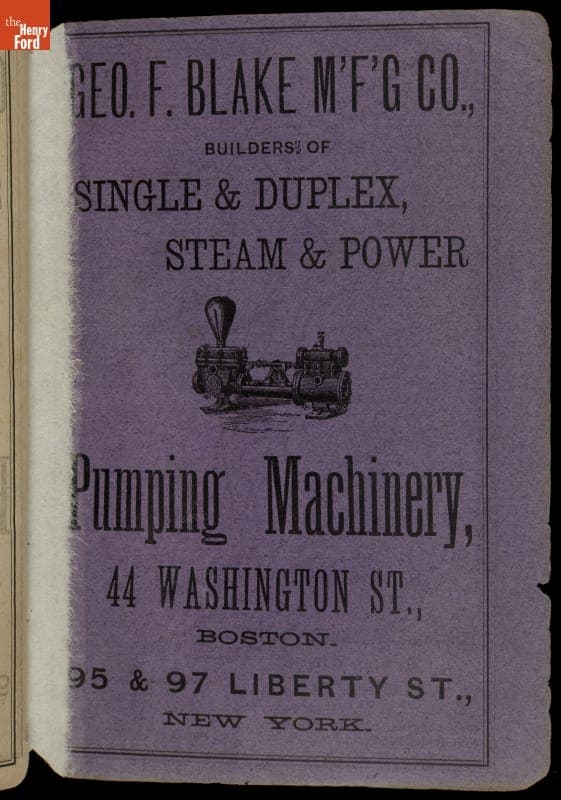 the
Henry
Ford
GEO. F. BLAKE M'F'G CO.,
BUILDERS OF
SINGLE & DUPLEX,
STEAM & POWER
Pumping Machinery,
44 WASHINGTON ST.,
BOSTON.
95 & 97 LIBERTY ST.,
NEW YORK.